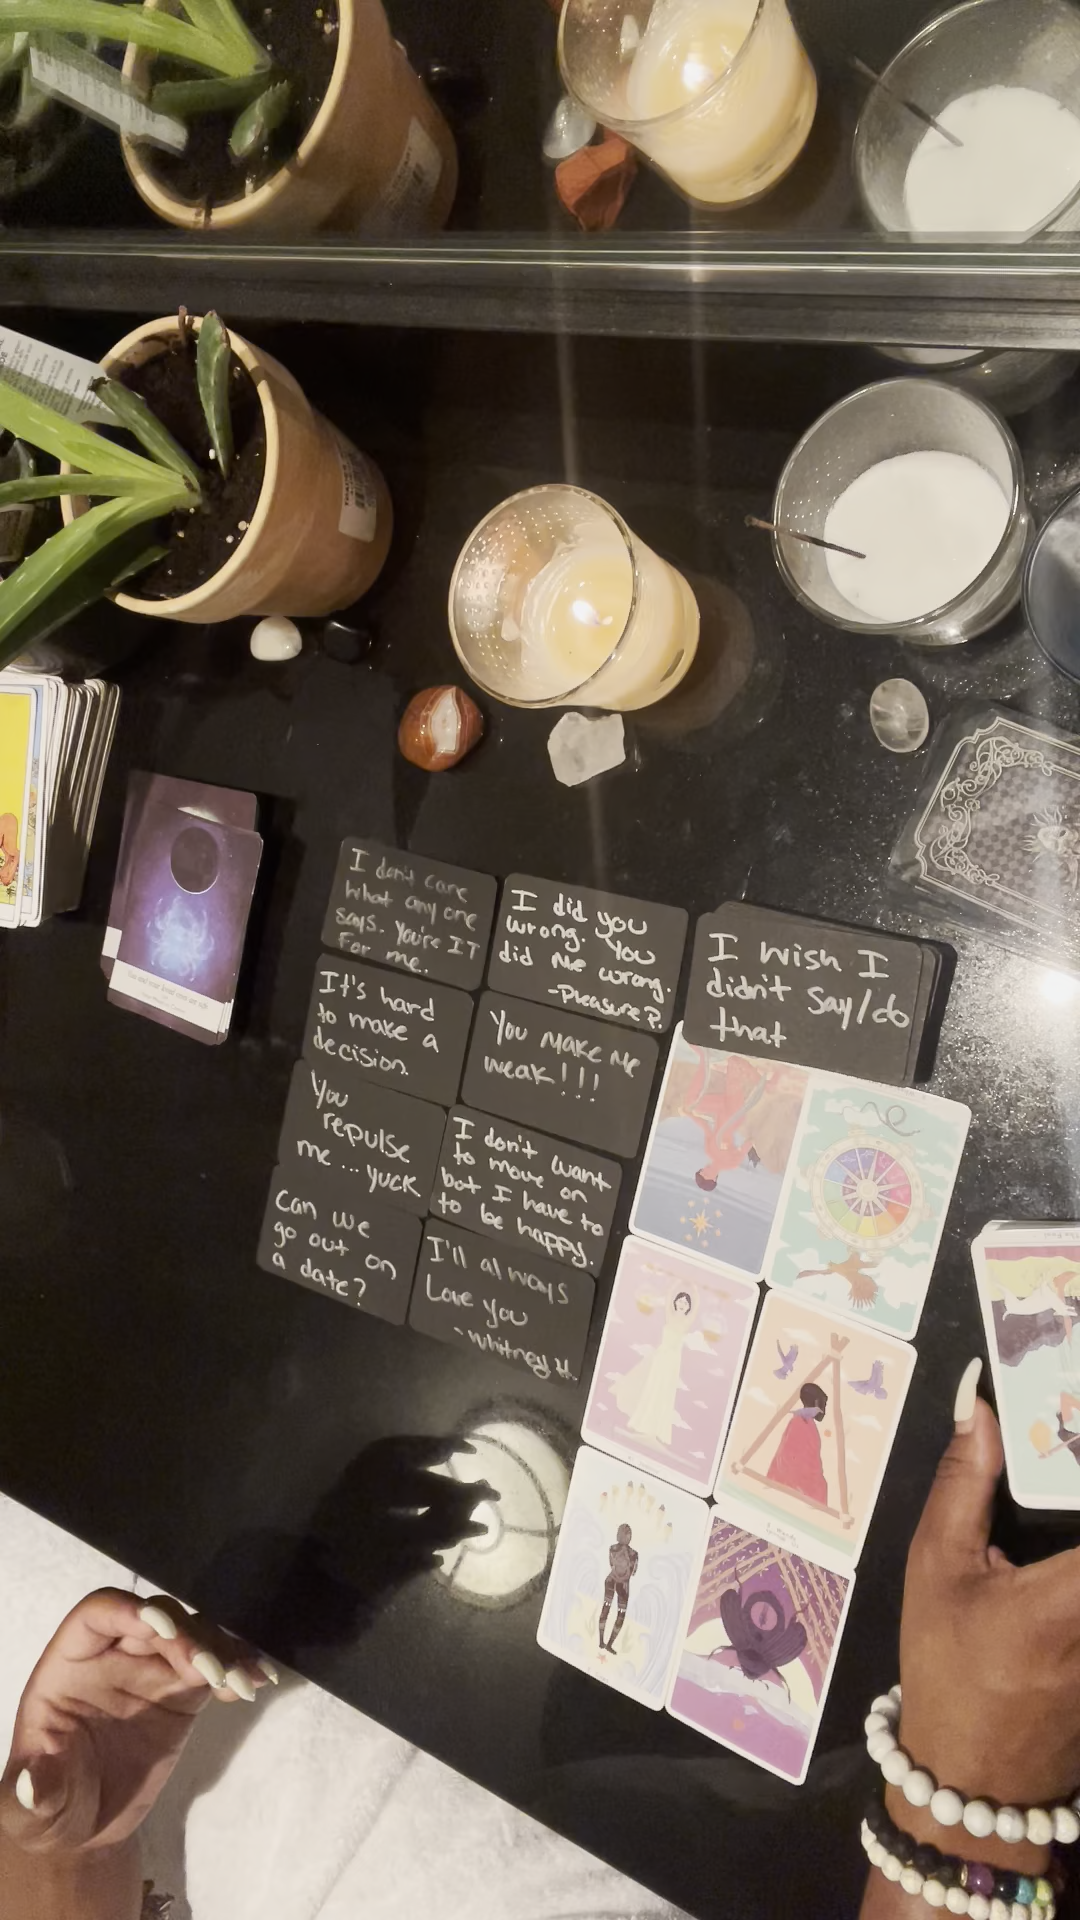 I don't care
what any one
says. You're IT
For me.
I did you
wrong. You
did Me wrong.
-Pleasure P.
I wish I
didn't say/do
that
It's hard
to make a
decision.
You Make Me
weak!!!
You
repulse
me ... yuck
I don't want
to move on
but I have to
to be happy.
Can we
go out on
a date?
I'll always
Love you
-Whitney H.